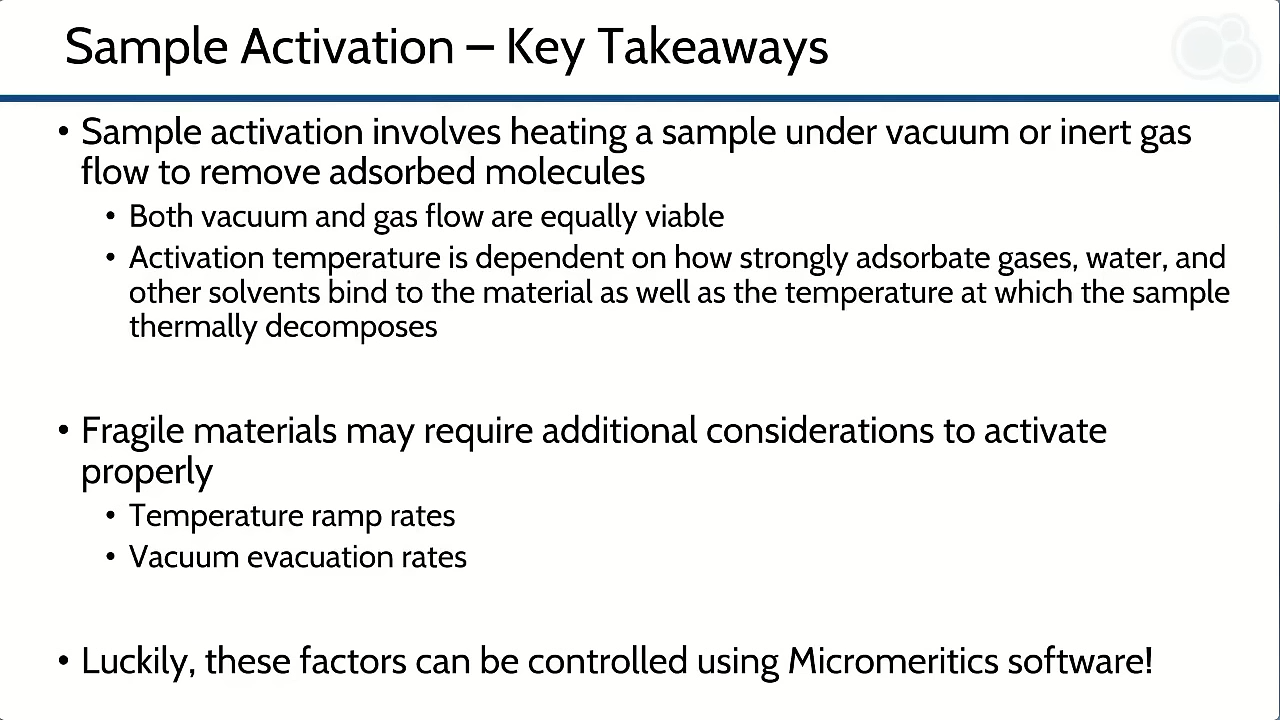 Sample Activation – Key Takeaways
• Sample activation involves heating a sample under vacuum or inert gas
flow to remove adsorbed molecules
• Both vacuum and gas flow are equally viable
• Activation temperature is dependent on how strongly adsorbate gases, water, and
other solvents bind to the material as well as the temperature at which the sample
thermally decomposes
• Fragile materials may require additional considerations to activate
properly
• Temperature ramp rates
• Vacuum evacuation rates
• Luckily, these factors can be controlled using Micromeritics software!